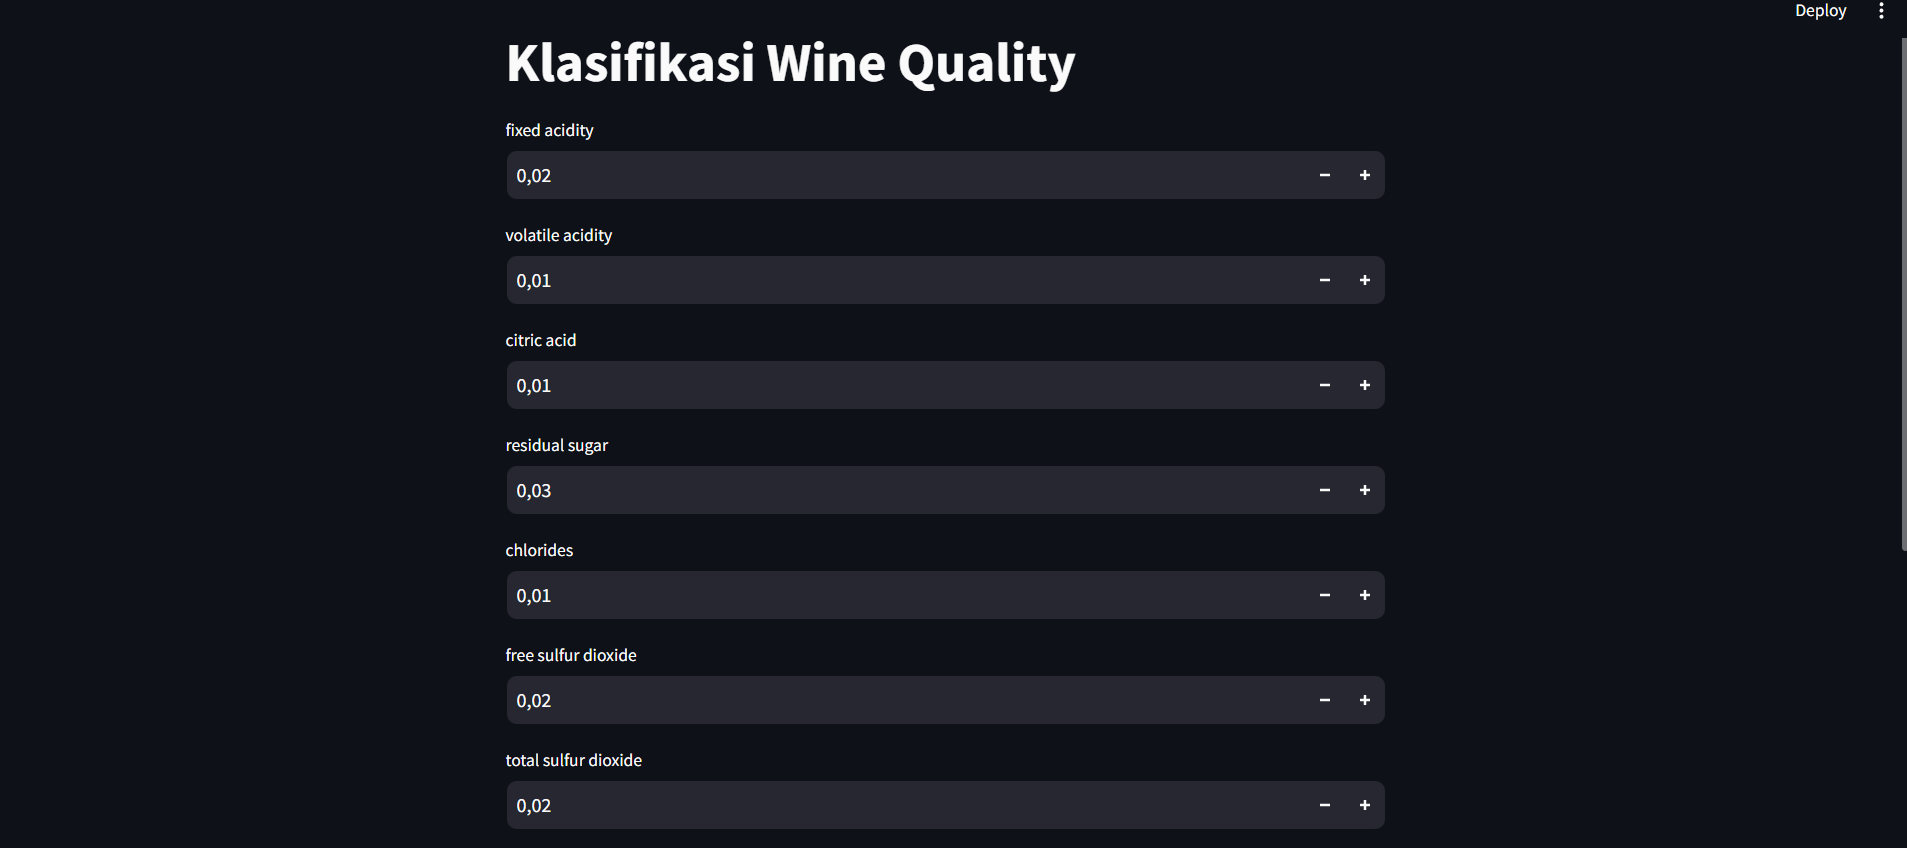 Deploy
Klasifikasi Wine Quality
fixed acidity
0,02
volatile acidity
0,01
citric acid
0,01
residual sugar
0,03
chlorides
0,01
free sulfur dioxide
0,02
total sulfur dioxide
0,02